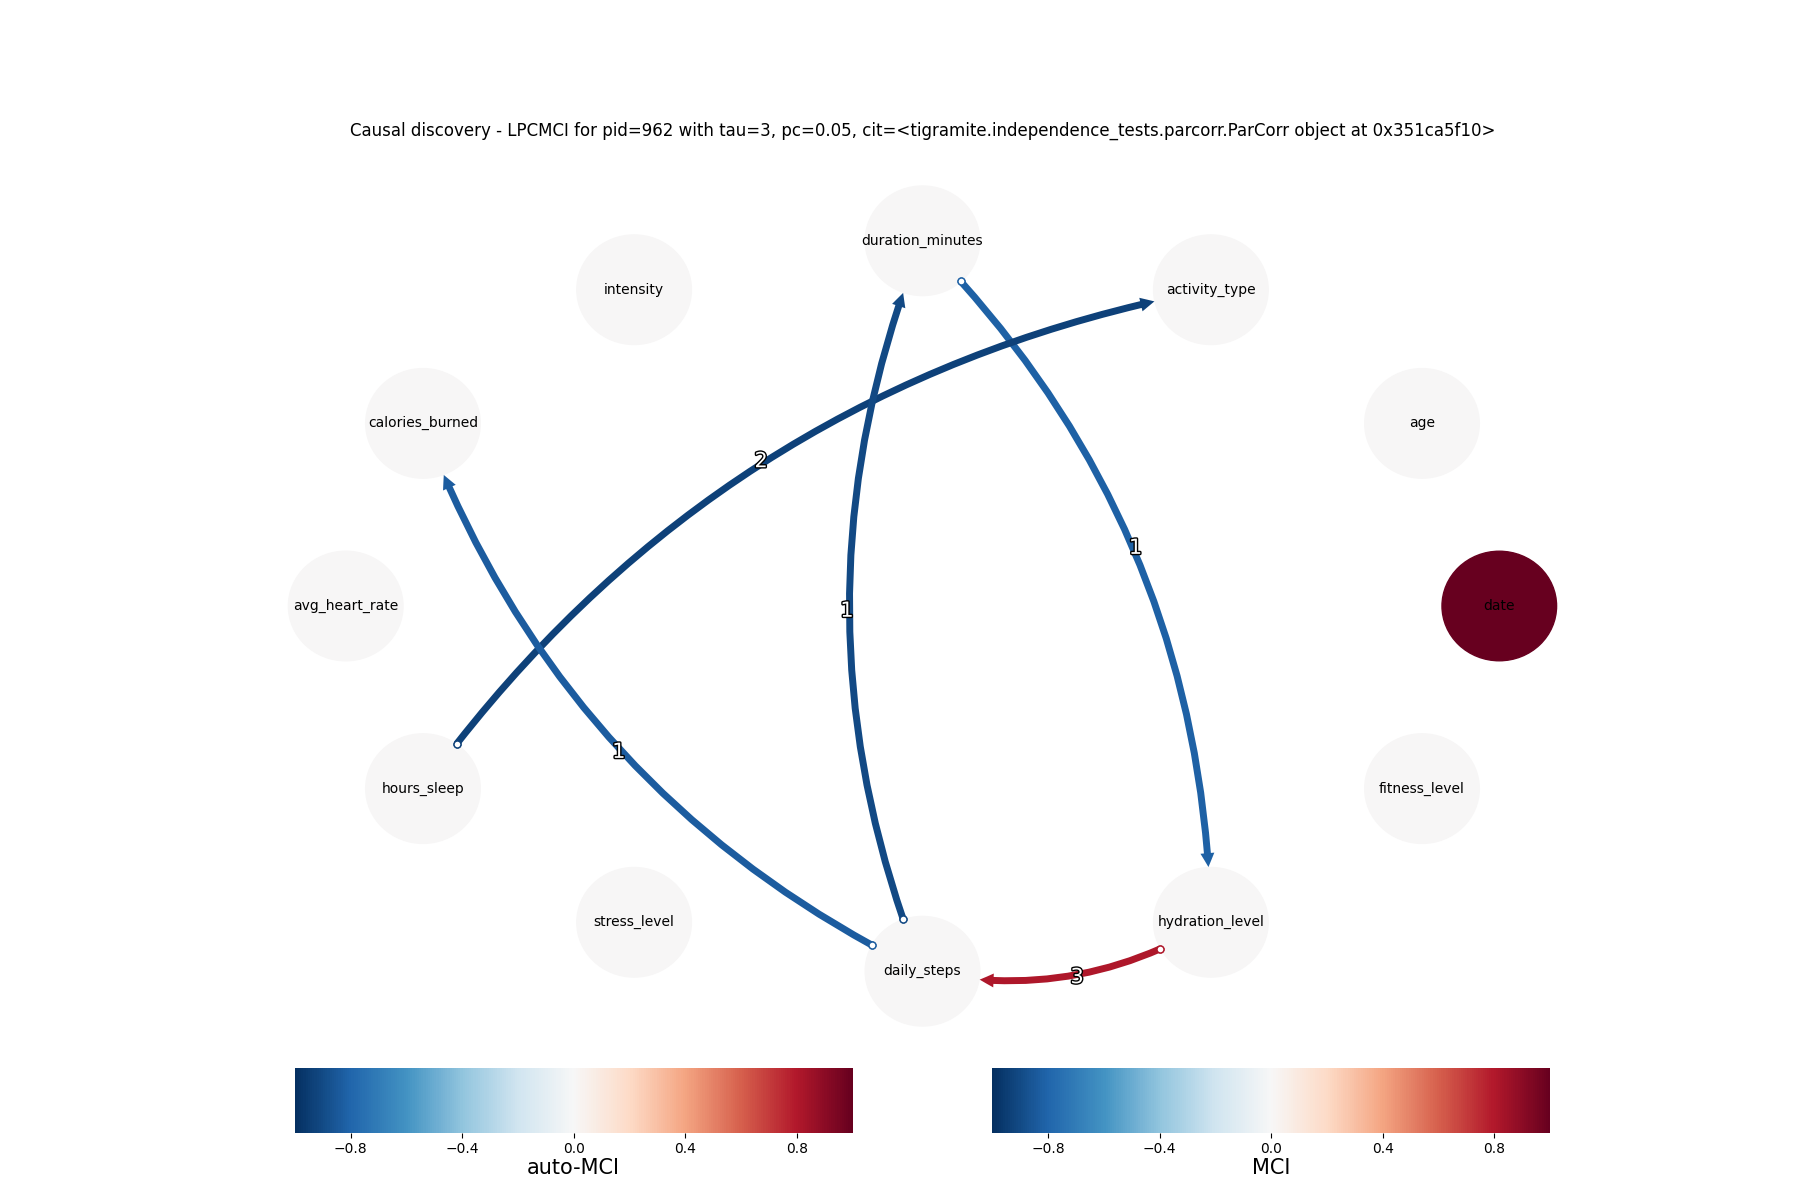 Causal discovery - LPCMCI for pid=962 with tau=3, pc=0.05, cit=<tigramite.independence_tests.parcorr.ParCorr object at 0x351ca5f10>
duration_minutes
intensity
activity_type
calories_burned
age
2
1
avg_heart_rate
date
1
1
hours_sleep
fitness_level
stress_level
hydration_level
daily_steps
3
−0.8 −0.4 0.0 0.4 0.8
auto-MCI
−0.8 −0.4 0.0 0.4 0.8
MCI